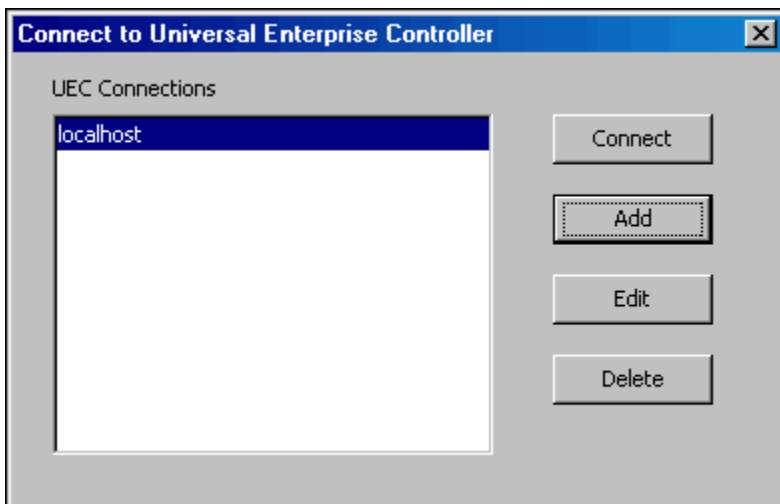 Connect to Universal Enterprise Controller
UEC Connections
localhost
Connect
Add
Edit
Delete